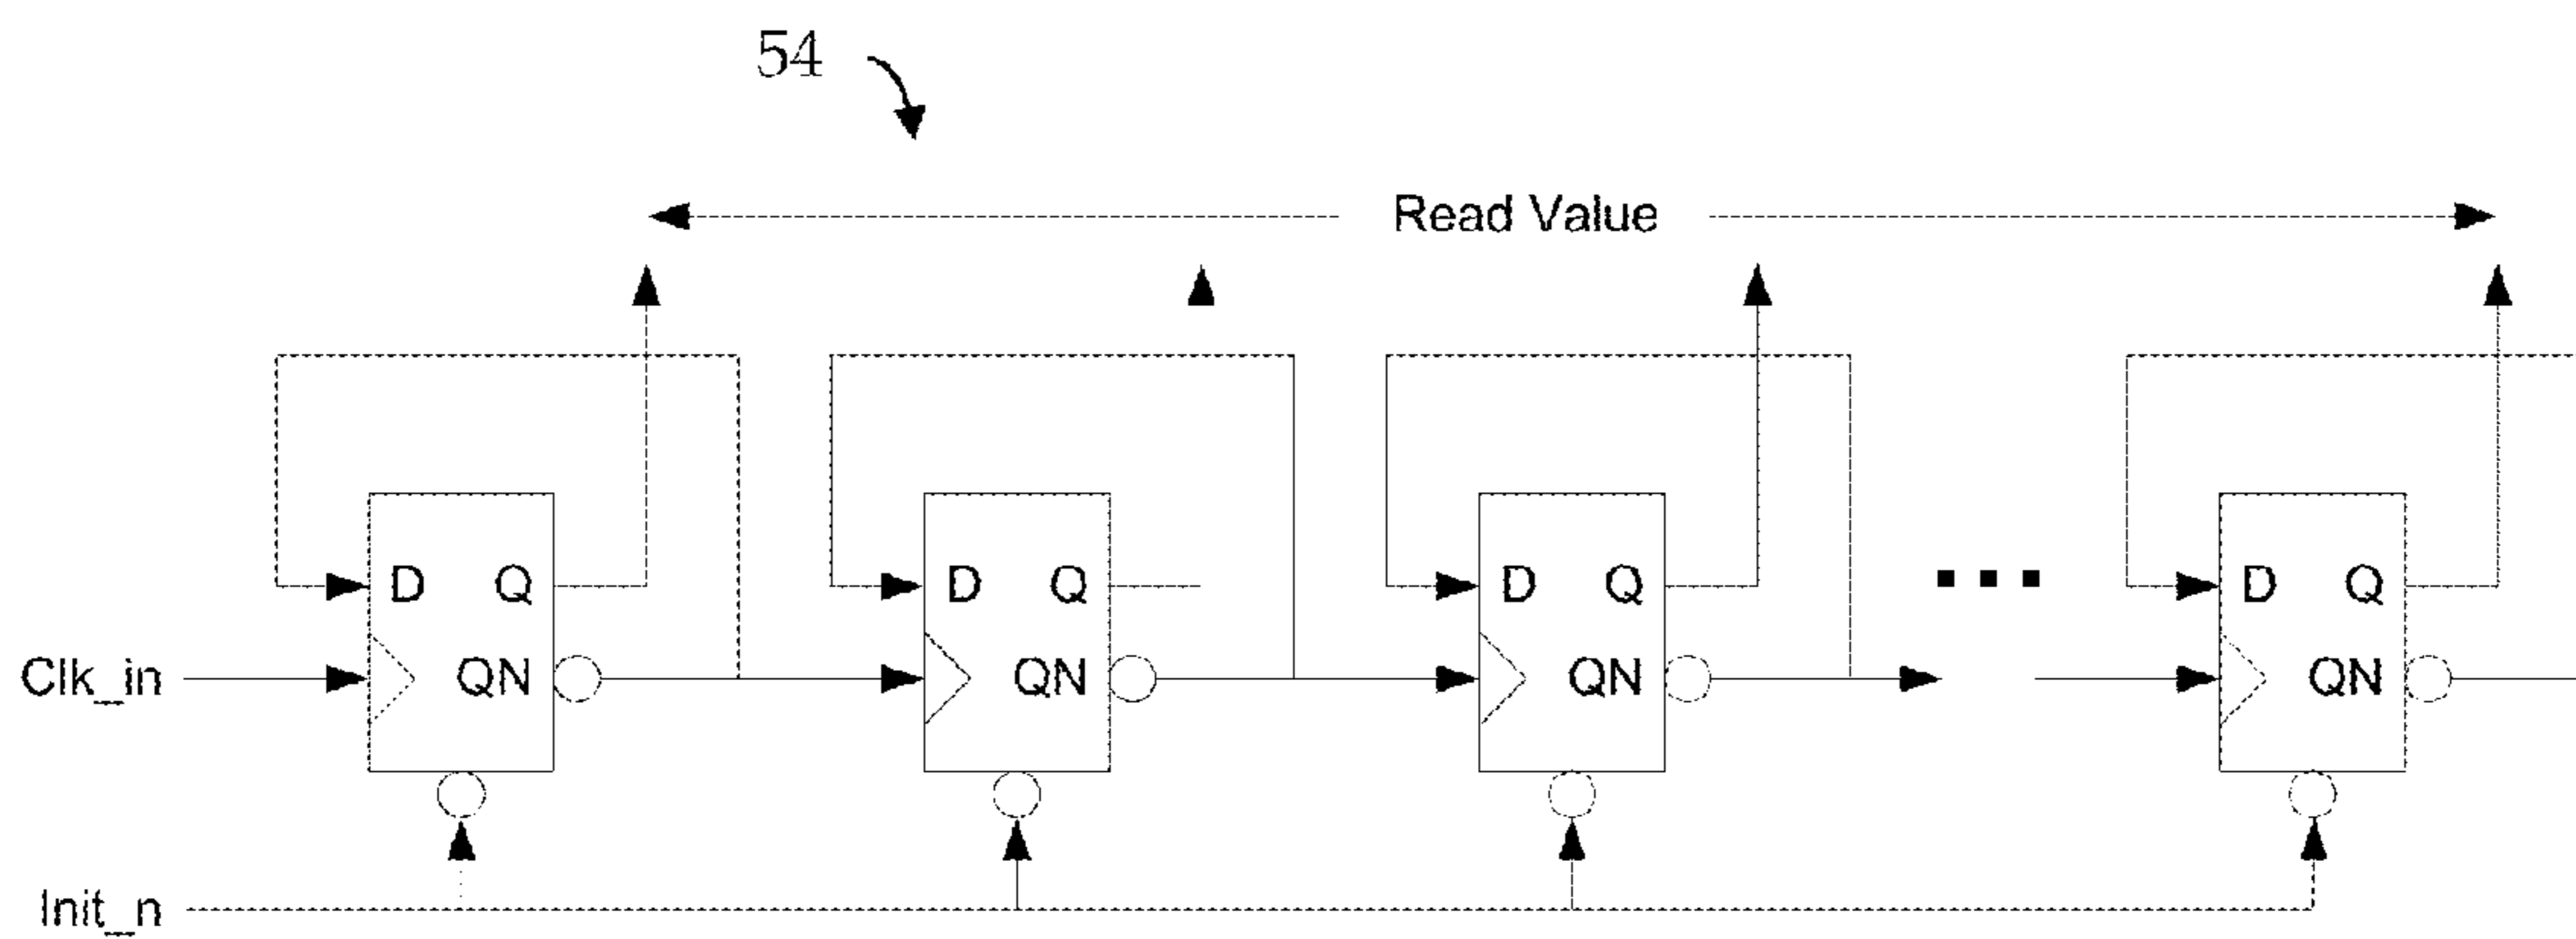 54
Read Value
D Q D Q D Q ... D Q
Clk_in QN QN QN QN
Init_n